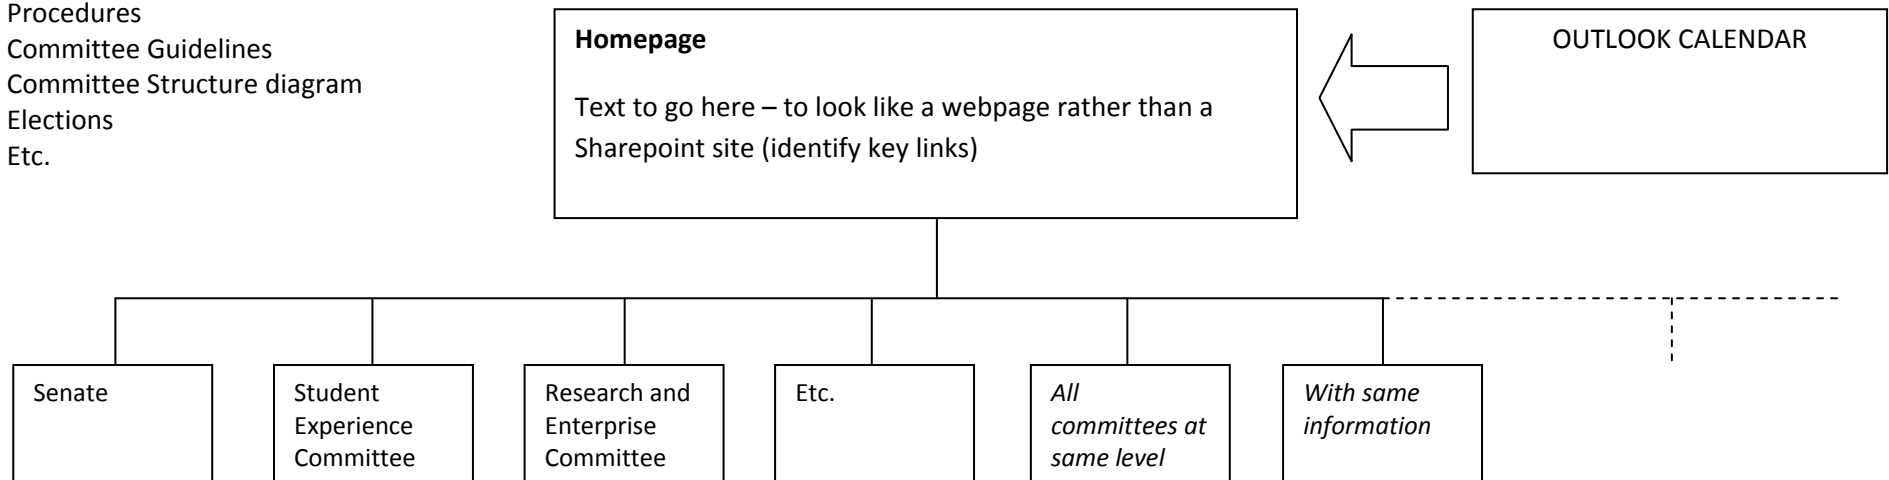 Procedures
Committee Guidelines
Committee Structure diagram
Elections
Etc.
Homepage
Text to go here – to look like a webpage rather than a
Sharepoint site (identify key links)
OUTLOOK CALENDAR
Senate
Student
Experience
Committee
Research and
Enterprise
Committee
Etc.
All
committees at
same level
With same
information